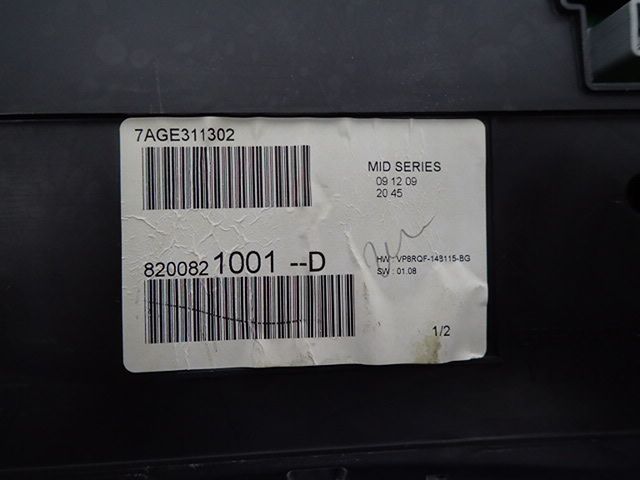 7AGE311302
MID SERIES
09 12 09
20 45
8200821001 --D
HW : VP8RQF-14B115-BG
SW : 01.08
1/2